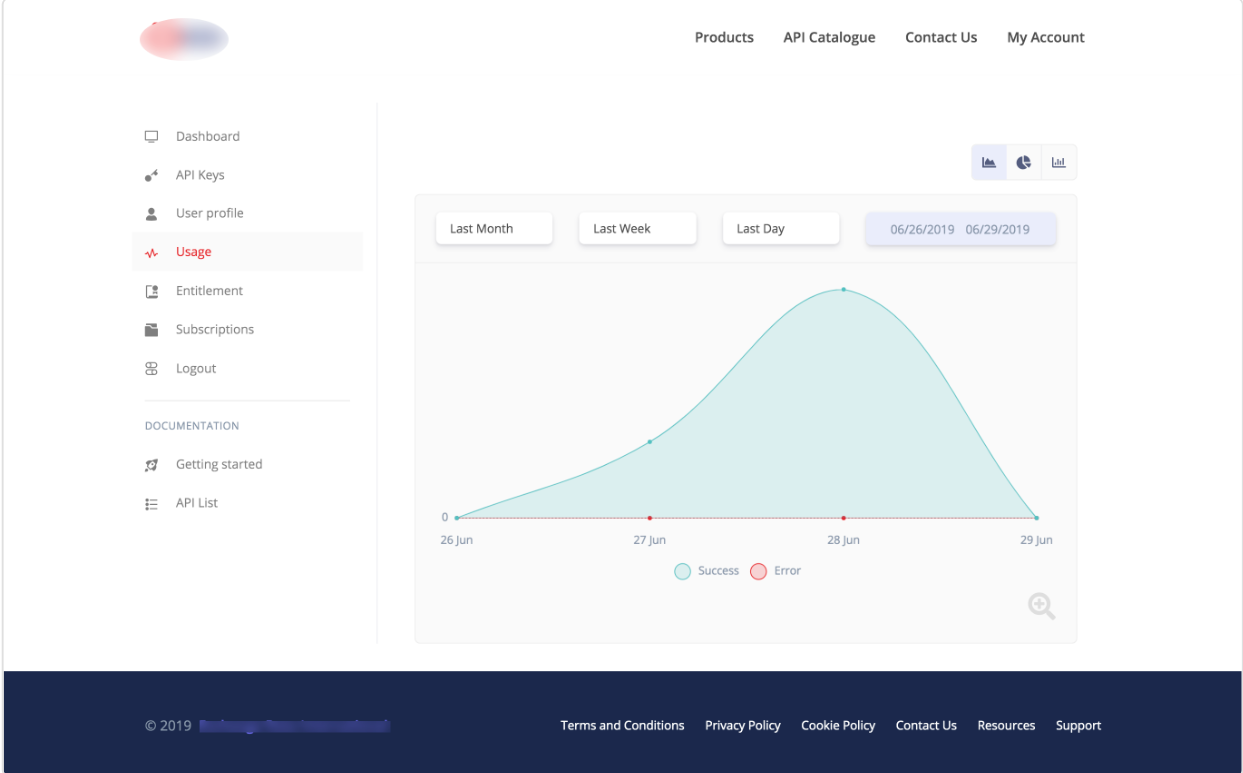 Products API Catalogue Contact Us My Account
Dashboard
API Keys
User profile
Usage
Entitlement
Subscriptions
Logout
DOCUMENTATION
Getting started
API List
Last Month Last Week Last Day 06/26/2019 06/29/2019
0
26 Jun 27 Jun 28 Jun 29 Jun
Success Error
© 2019
Terms and Conditions Privacy Policy Cookie Policy Contact Us Resources Support